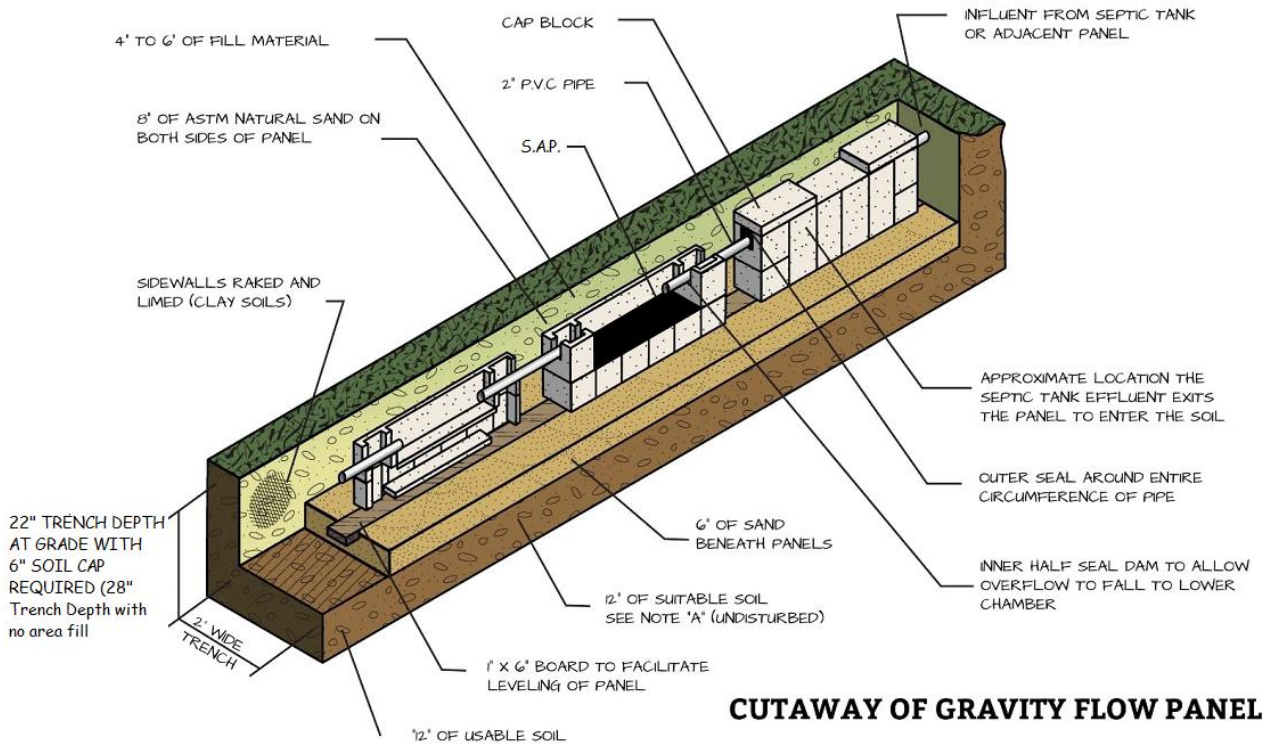 INFLUENT FROM SEPTIC TANK
OR ADJACENT PANEL
CAP BLOCK
4" TO 6" OF FILL MATERIAL
2" P.V.C PIPE
8" OF ASTM NATURAL SAND ON
BOTH SIDES OF PANEL
S.A.P.
SIDEWALLS RAKED AND
LIMED (CLAY SOILS)
APPROXIMATE LOCATION THE
SEPTIC TANK EFFLUENT EXITS
THE PANEL TO ENTER THE SOIL
OUTER SEAL AROUND ENTIRE
CIRCUMFERENCE OF PIPE
22" TRENCH DEPTH
AT GRADE WITH
6" SOIL CAP
REQUIRED (28"
Trench Depth with
no area fill
6" OF SAND
BENEATH PANELS
INNER HALF SEAL DAM TO ALLOW
OVERFLOW TO FALL TO LOWER
CHAMBER
12" OF SUITABLE SOIL
SEE NOTE "A" (UNDISTURBED)
2' WIDE
TRENCH
1" X 6" BOARD TO FACILITATE
LEVELING OF PANEL
CUTAWAY OF GRAVITY FLOW PANEL
"12" OF USABLE SOIL